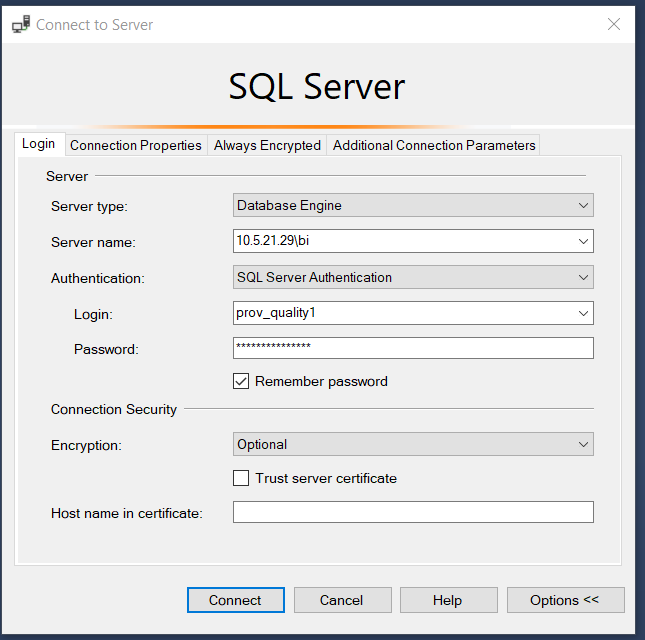 Connect to Server
SQL Server
Login Connection Properties Always Encrypted Additional Connection Parameters
Server
Server type: Database Engine
Server name: 10.5.21.29\bi
Authentication: SQL Server Authentication
Login: prov_quality1
Password: ***************
Remember password
Connection Security
Encryption: Optional
Trust server certificate
Host name in certificate:
Connect Cancel Help Options <<